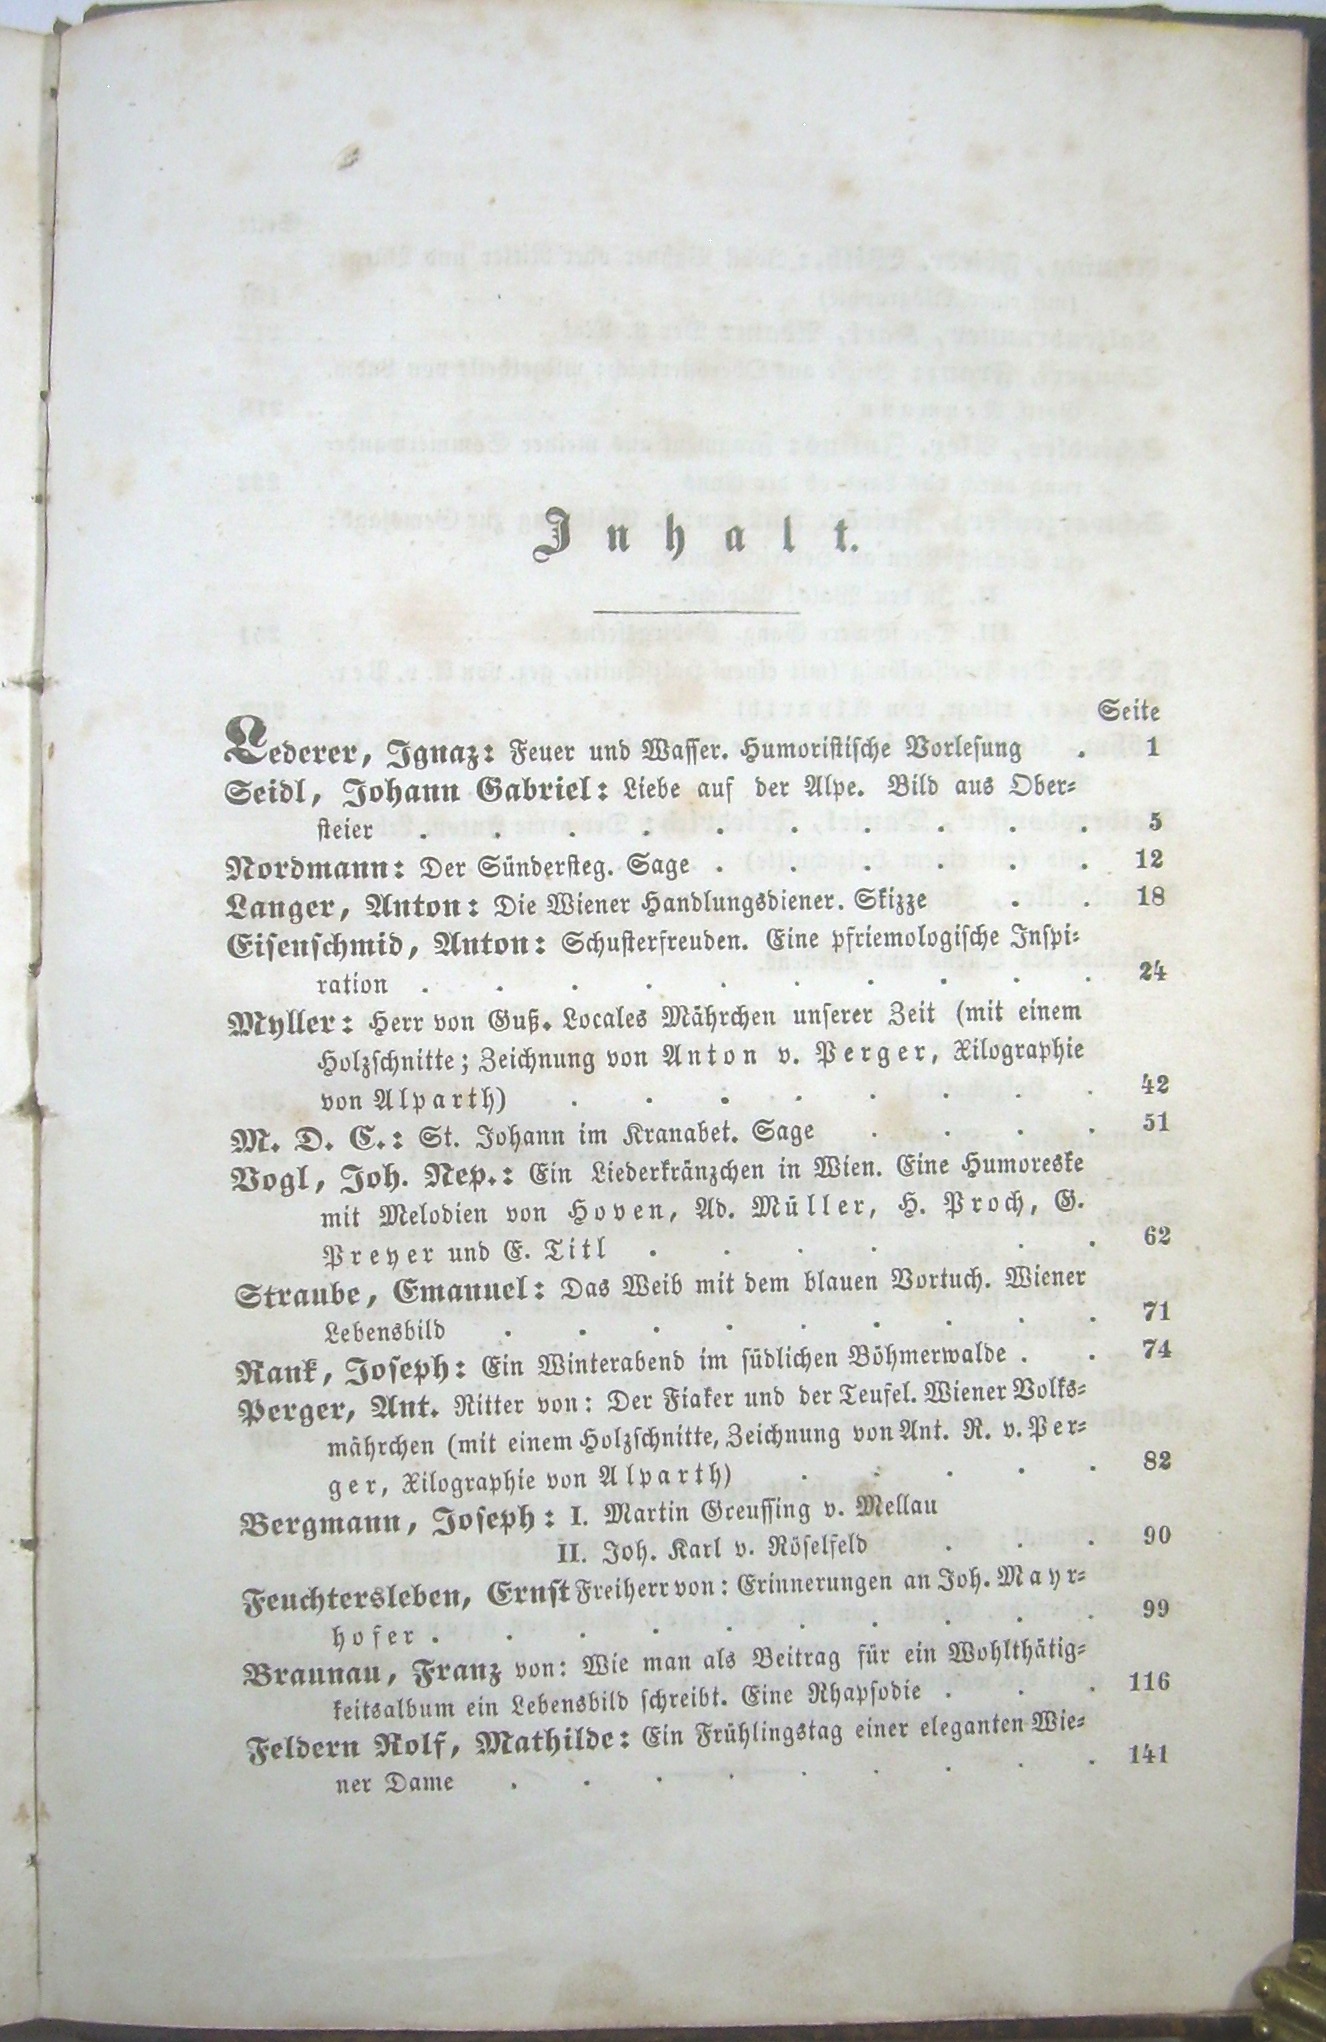 Inhalt.
Seite
Lederer, Ignaz: Feuer und Wasser. Humoristische Vorlesung . 1
Seidl, Johann Gabriel: Liebe auf der Alpe. Bild aus Ober-
steier . . . . . . . . . . 5
Nordmann: Der Sündersteg. Sage . . . . . . 12
Langer, Anton: Die Wiener Handlungsdiener. Skizze . . 18
Eisenschmid, Anton: Schusterfreuden. Eine pfriemologische Inspi-
ration . . . . . . . . . . 24
Myller: Herr von Guß. Locales Mährchen unserer Zeit (mit einem
Holzschnitte; Zeichnung von Anton v. Perger, Xilographie
von Alparth) . . . . . . . . 42
M. D. C.: St. Johann im Kranabet. Sage . . . . 51
Vogl, Joh. Nep.: Ein Liederkränzchen in Wien. Eine Humoreske
mit Melodien von Hoven, Ad. Müller, H. Proch, G.
Preyer und E. Titl . . . . . . 62
Straube, Emanuel: Das Weib mit dem blauen Vortuch. Wiener
Lebensbild . . . . . . . . . 71
Rank, Joseph: Ein Winterabend im südlichen Böhmerwalde . . 74
Perger, Ant. Ritter von: Der Fiaker und der Teufel. Wiener Volks-
mährchen (mit einem Holzschnitte, Zeichnung von Ant. R. v. Per-
ger, Xilographie von Alparth) . . . . . 82
Bergmann, Joseph: I. Martin Greussing v. Mellau
II. Joh. Karl v. Röselfeld . . . 90
Feuchtersleben, Ernst Freiherr von: Erinnerungen an Joh. Mayr-
hofer . . . . . . . . . . 99
Braunau, Franz von: Wie man als Beitrag für ein Wohlthätig-
keitsalbum ein Lebensbild schreibt. Eine Rhapsodie . . . 116
Feldern Rolf, Mathilde: Ein Frühlingstag einer eleganten Wie-
ner Dame . . . . . . . . . 141